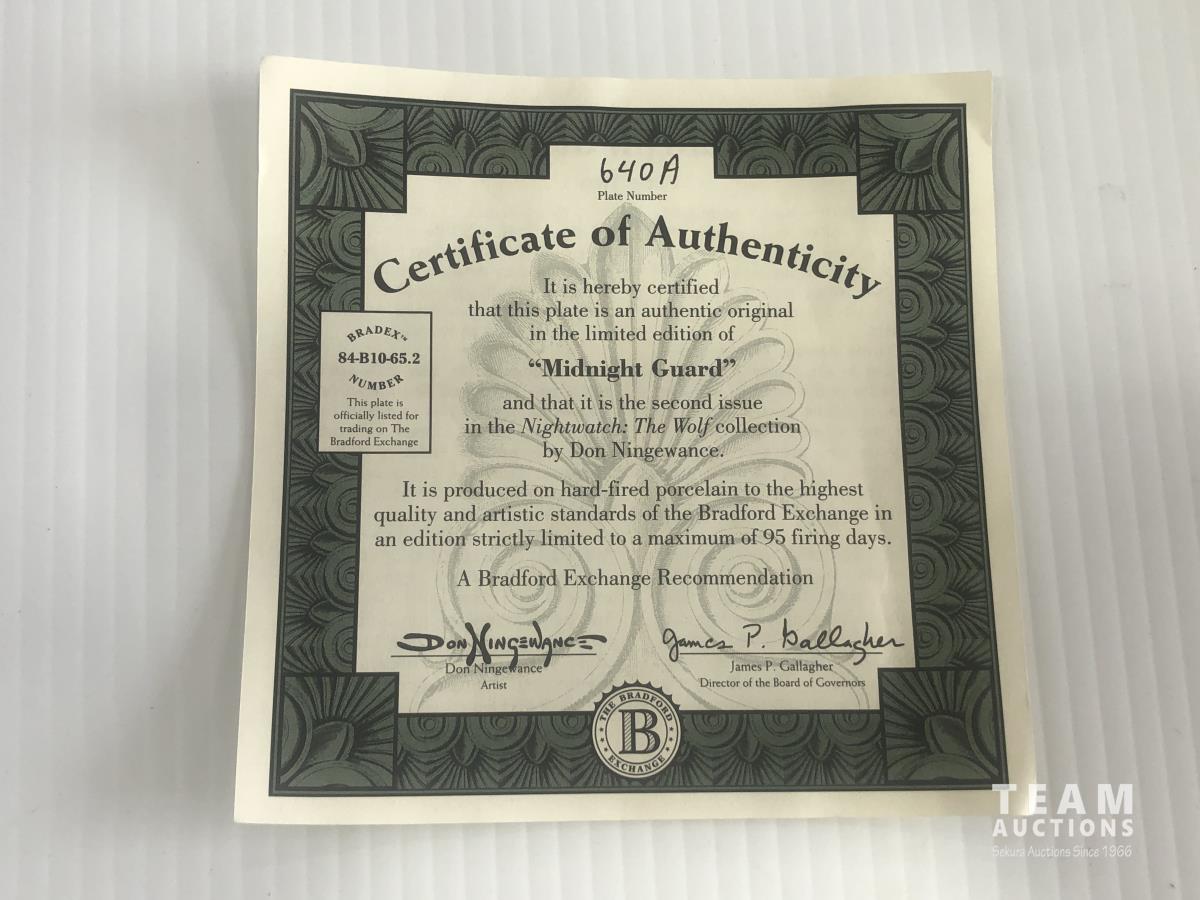 640A
Plate Number
Certificate of Authenticity
It is hereby certified
that this plate is an authentic original
in the limited edition of
“Midnight Guard”
and that it is the second issue
in the Nightwatch: The Wolf collection
by Don Ningewance.
BRADEX™
84-B10-65.2
NUMBER
This plate is
officially listed for
trading on The
Bradford Exchange
It is produced on hard-fired porcelain to the highest
quality and artistic standards of the Bradford Exchange in
an edition strictly limited to a maximum of 95 firing days.
A Bradford Exchange Recommendation
Don Ningewance
Don Ningewance
Artist
James P. Gallagher
James P. Gallagher
Director of the Board of Governors
THE BRADFORD
B
EXCHANGE
TEAM
AUCTIONS
Sekura Auctions Since 1966